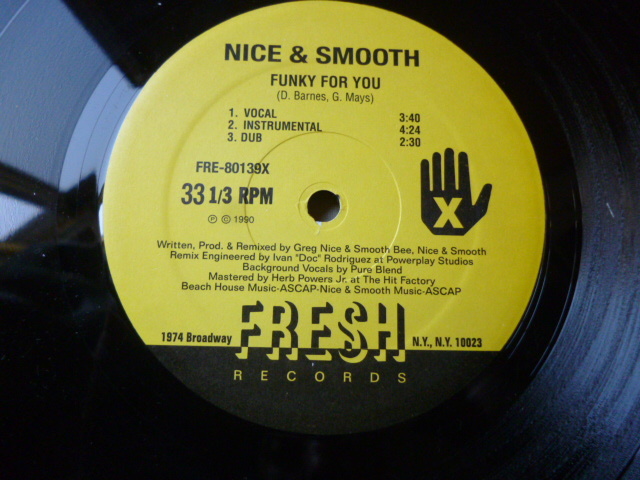 NICE & SMOOTH
FUNKY FOR YOU
(D. Barnes, G. Mays)
1. VOCAL 3:40
2. INSTRUMENTAL 4:24
3. DUB 2:30
FRE-80139X
33 1/3 RPM
X
Ⓟ © 1990
Written, Prod. & Remixed by Greg Nice & Smooth Bee, Nice & Smooth
Remix Engineered by Ivan "Doc" Rodriguez at Powerplay Studios
Background Vocals by Pure Blend
Mastered by Herb Powers Jr. at The Hit Factory
Beach House Music-ASCAP-Nice & Smooth Music-ASCAP
1974 Broadway FRESH N.Y., N.Y. 10023
RECORDS